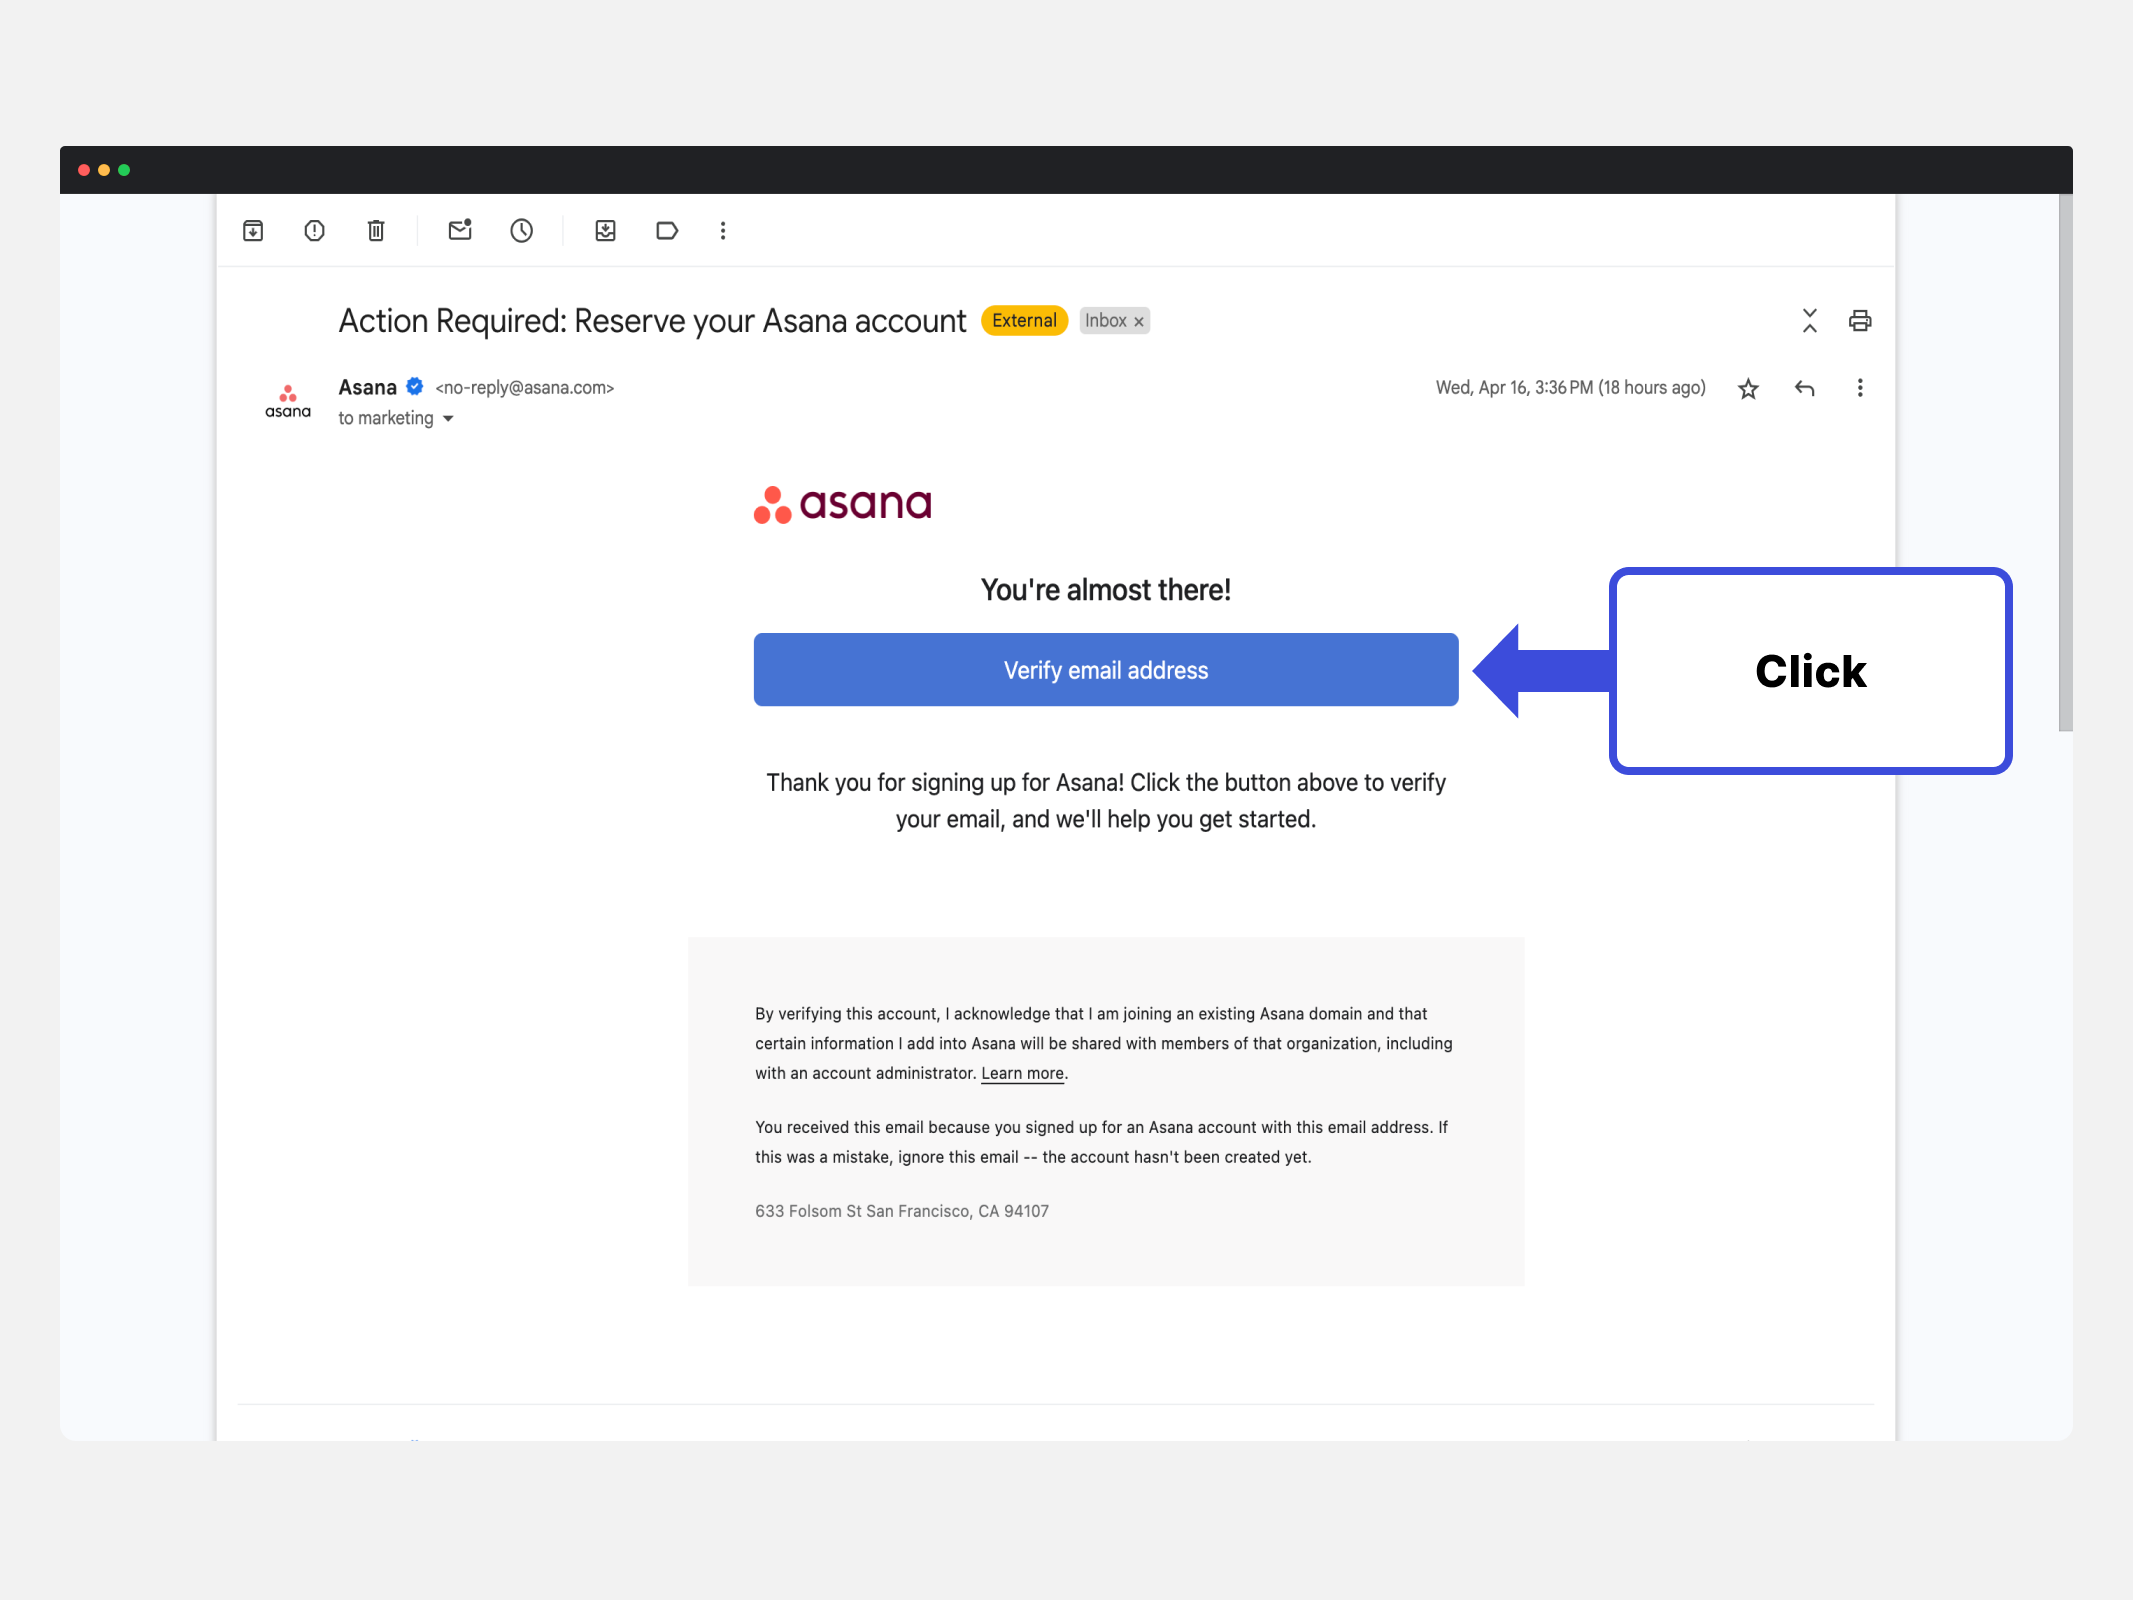 Action Required: Reserve your Asana account External Inbox ×
Asana <no-reply@asana.com> Wed, Apr 16, 3:36 PM (18 hours ago)
asana
to marketing
asana
You're almost there!
Verify email address
Click
Thank you for signing up for Asana! Click the button above to verify
your email, and we'll help you get started.
By verifying this account, I acknowledge that I am joining an existing Asana domain and that
certain information I add into Asana will be shared with members of that organization, including
with an account administrator. Learn more.
You received this email because you signed up for an Asana account with this email address. If
this was a mistake, ignore this email -- the account hasn't been created yet.
633 Folsom St San Francisco, CA 94107